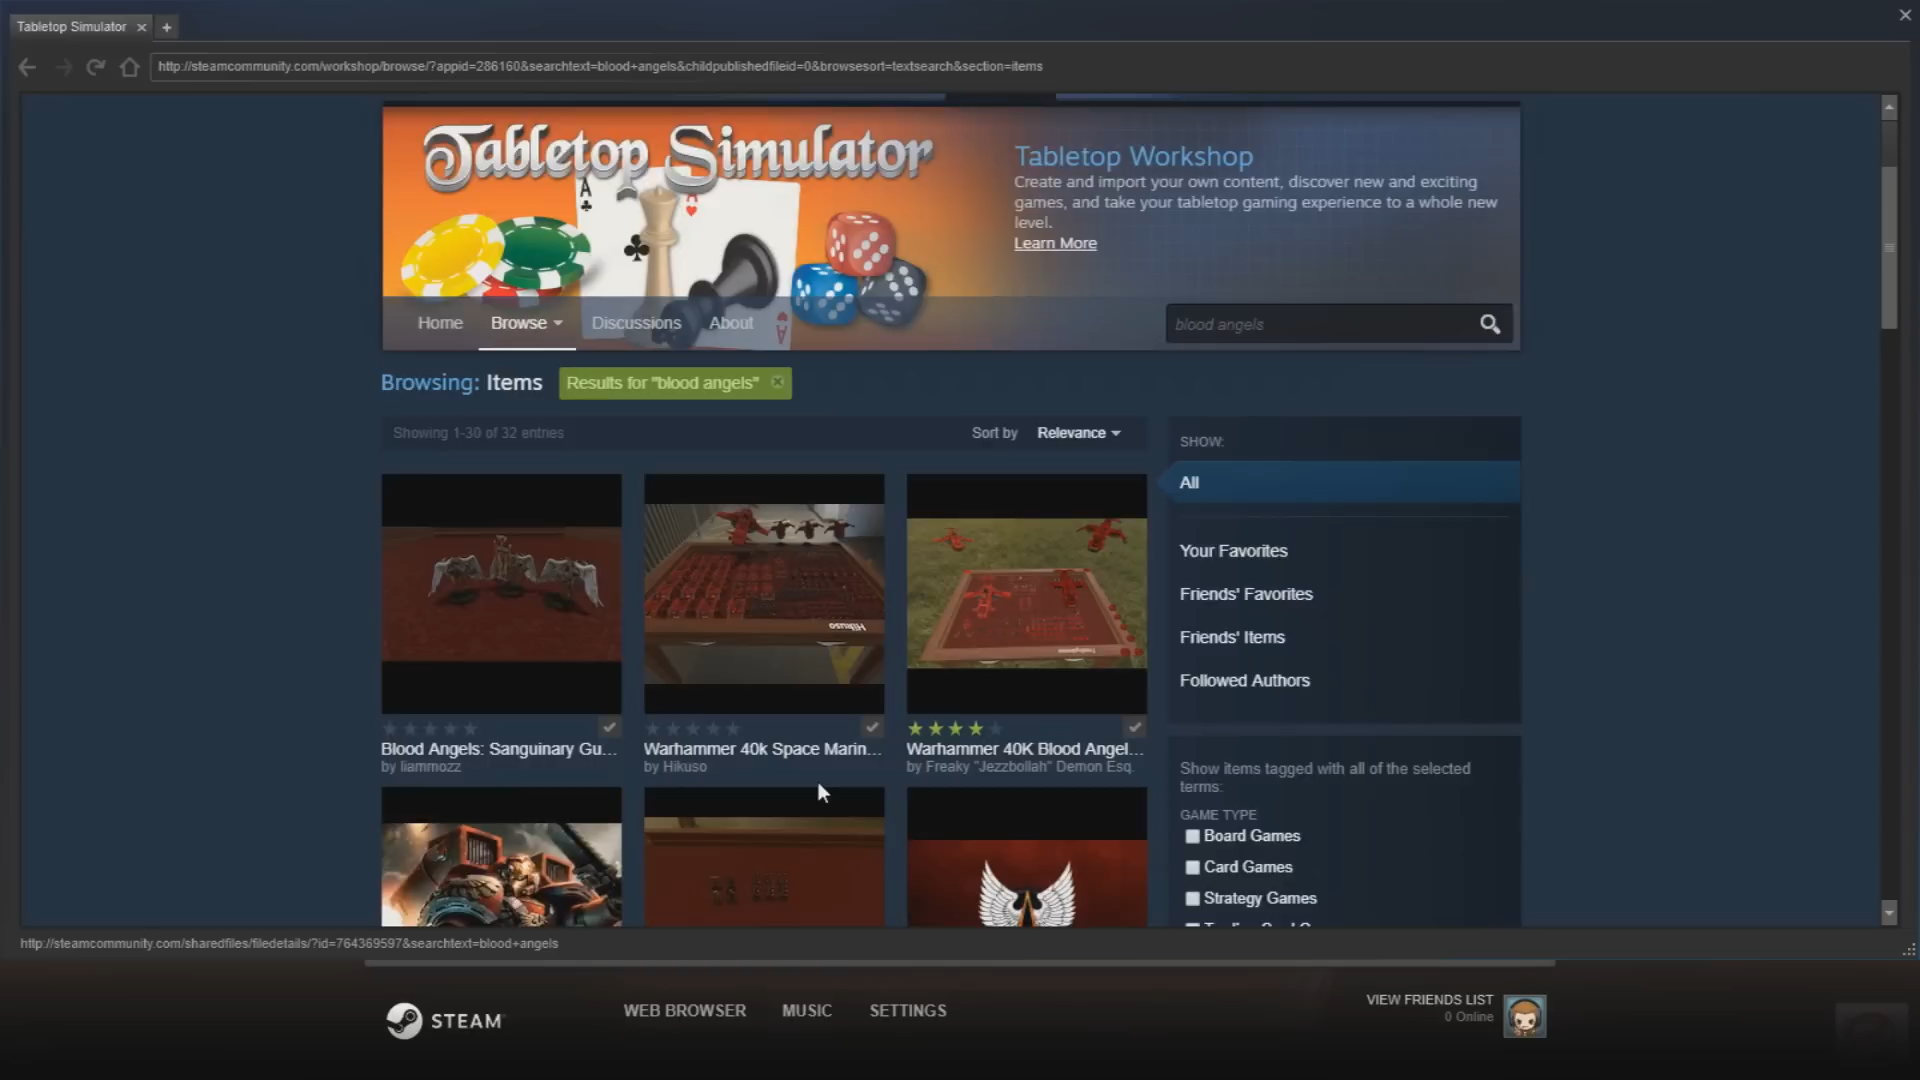 Tabletop Simulator
http://steamcommunity.com/workshop/browse/?appid=286160&searchtext=blood+angels&childpublishedfileid=0&browsesort=textsearch&section=items
Tabletop Simulator
Tabletop Workshop
Create and import your own content, discover new and exciting
games, and take your tabletop gaming experience to a whole new
level.
Learn More
Home
Browse
Discussions
About
blood angels
Browsing: Items
Results for "blood angels"
Showing 1-30 of 32 entries
Sort by
Relevance
SHOW:
All
Your Favorites
Friends' Favorites
Friends' Items
Followed Authors
Hikuso
Blood Angels: Sanguinary Gu...
by liammozz
Warhammer 40k Space Marin...
by Hikuso
Warhammer 40K Blood Angel...
by Freaky "Jezzbollah" Demon Esq.
Show items tagged with all of the selected
terms:
GAME TYPE
Board Games
Card Games
Strategy Games
http://steamcommunity.com/sharedfiles/filedetails/?id=764369597&searchtext=blood+angels
STEAM
WEB BROWSER
MUSIC
SETTINGS
VIEW FRIENDS LIST
0 Online